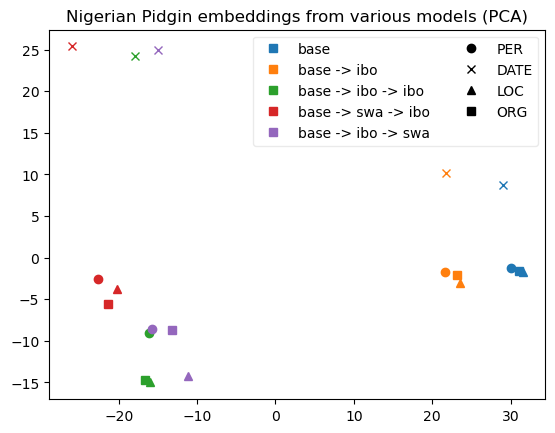 Nigerian Pidgin embeddings from various models (PCA)
25
20
15
10
5
0
−5
−10
−15
base
base -> ibo
base -> ibo -> ibo
base -> swa -> ibo
base -> ibo -> swa
PER
DATE
LOC
ORG
−20 −10 0 10 20 30